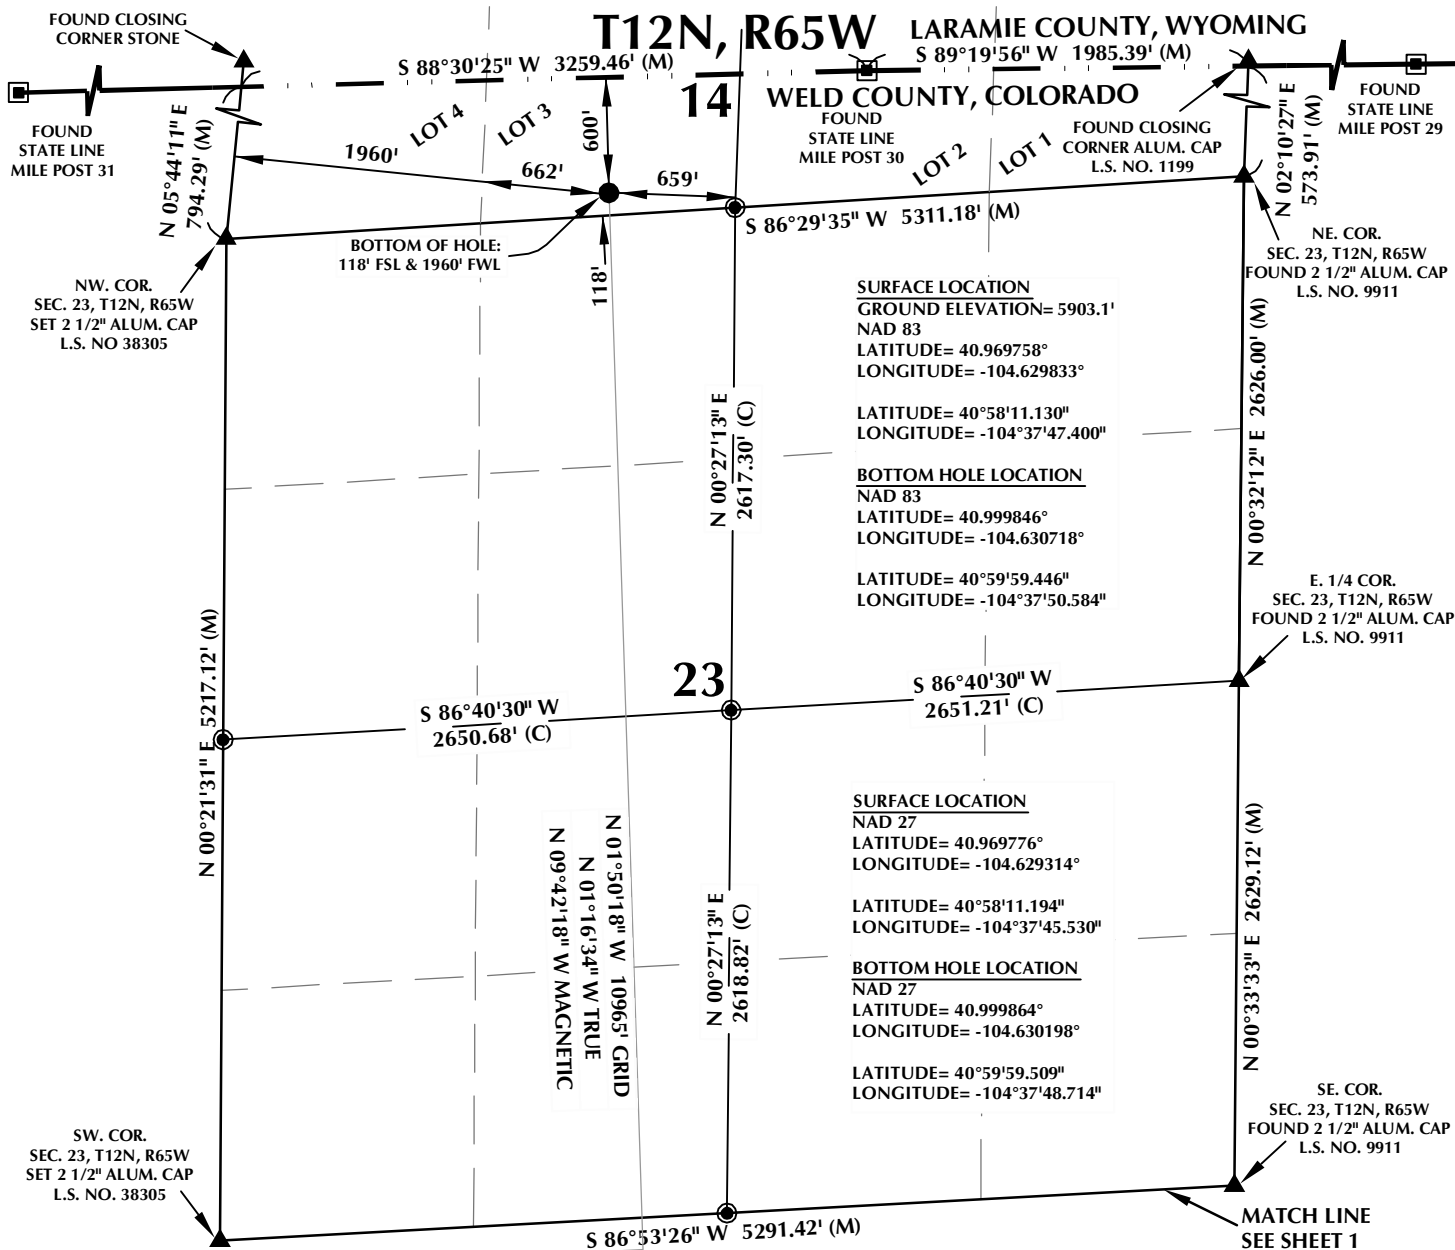 T12N, R65W
LARAMIE COUNTY, WYOMING
FOUND CLOSING
CORNER STONE
S 88°30'25" W 3259.46' (M)
S 89°19'56" W 1985.39' (M)
14
WELD COUNTY, COLORADO
FOUND
STATE LINE
MILE POST 31
FOUND
STATE LINE
MILE POST 30
FOUND CLOSING
CORNER ALUM. CAP
L.S. NO. 1199
FOUND
STATE LINE
MILE POST 29
N 05°44'11" E
794.29' (M)
LOT 4
LOT 3
LOT 2
LOT 1
N 02°10'27" E
573.91' (M)
1960'
662'
600'
659'
S 86°29'35" W 5311.18' (M)
BOTTOM OF HOLE:
118' FSL & 1960' FWL
118'
NW. COR.
SEC. 23, T12N, R65W
SET 2 1/2" ALUM. CAP
L.S. NO 38305
NE. COR.
SEC. 23, T12N, R65W
FOUND 2 1/2" ALUM. CAP
L.S. NO. 9911
SURFACE LOCATION
GROUND ELEVATION= 5903.1'
NAD 83
LATITUDE= 40.969758°
LONGITUDE= -104.629833°
LATITUDE= 40°58'11.130"
LONGITUDE= -104°37'47.400"
BOTTOM HOLE LOCATION
NAD 83
LATITUDE= 40.999846°
LONGITUDE= -104.630718°
LATITUDE= 40°59'59.446"
LONGITUDE= -104°37'50.584"
N 00°27'13" E
2617.30' (C)
N 00°32'12" E 2626.00' (M)
E. 1/4 COR.
SEC. 23, T12N, R65W
FOUND 2 1/2" ALUM. CAP
L.S. NO. 9911
N 00°21'31" E 5217.12' (M)
23
S 86°40'30" W
2650.68' (C)
S 86°40'30" W
2651.21' (C)
N 01°50'18" W 10965' GRID
N 01°16'34" W TRUE
N 09°42'18" W MAGNETIC
N 00°27'13" E
2618.82' (C)
SURFACE LOCATION
NAD 27
LATITUDE= 40.969776°
LONGITUDE= -104.629314°
LATITUDE= 40°58'11.194"
LONGITUDE= -104°37'45.530"
BOTTOM HOLE LOCATION
NAD 27
LATITUDE= 40.999864°
LONGITUDE= -104.630198°
LATITUDE= 40°59'59.509"
LONGITUDE= -104°37'48.714"
N 00°33'33" E 2629.12' (M)
SW. COR.
SEC. 23, T12N, R65W
SET 2 1/2" ALUM. CAP
L.S. NO. 38305
SE. COR.
SEC. 23, T12N, R65W
FOUND 2 1/2" ALUM. CAP
L.S. NO. 9911
S 86°53'26" W 5291.42' (M)
MATCH LINE
SEE SHEET 1